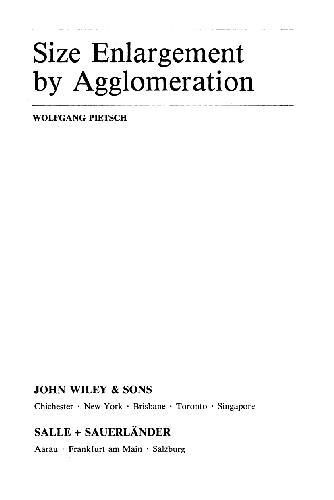 Size Enlargement
by Agglomeration
WOLFGANG PIETSCH
JOHN WILEY & SONS
Chichester · New York · Brisbane · Toronto · Singapore
SALLE + SAUERLÄNDER
Aarau · Frankfurt am Main · Salzburg